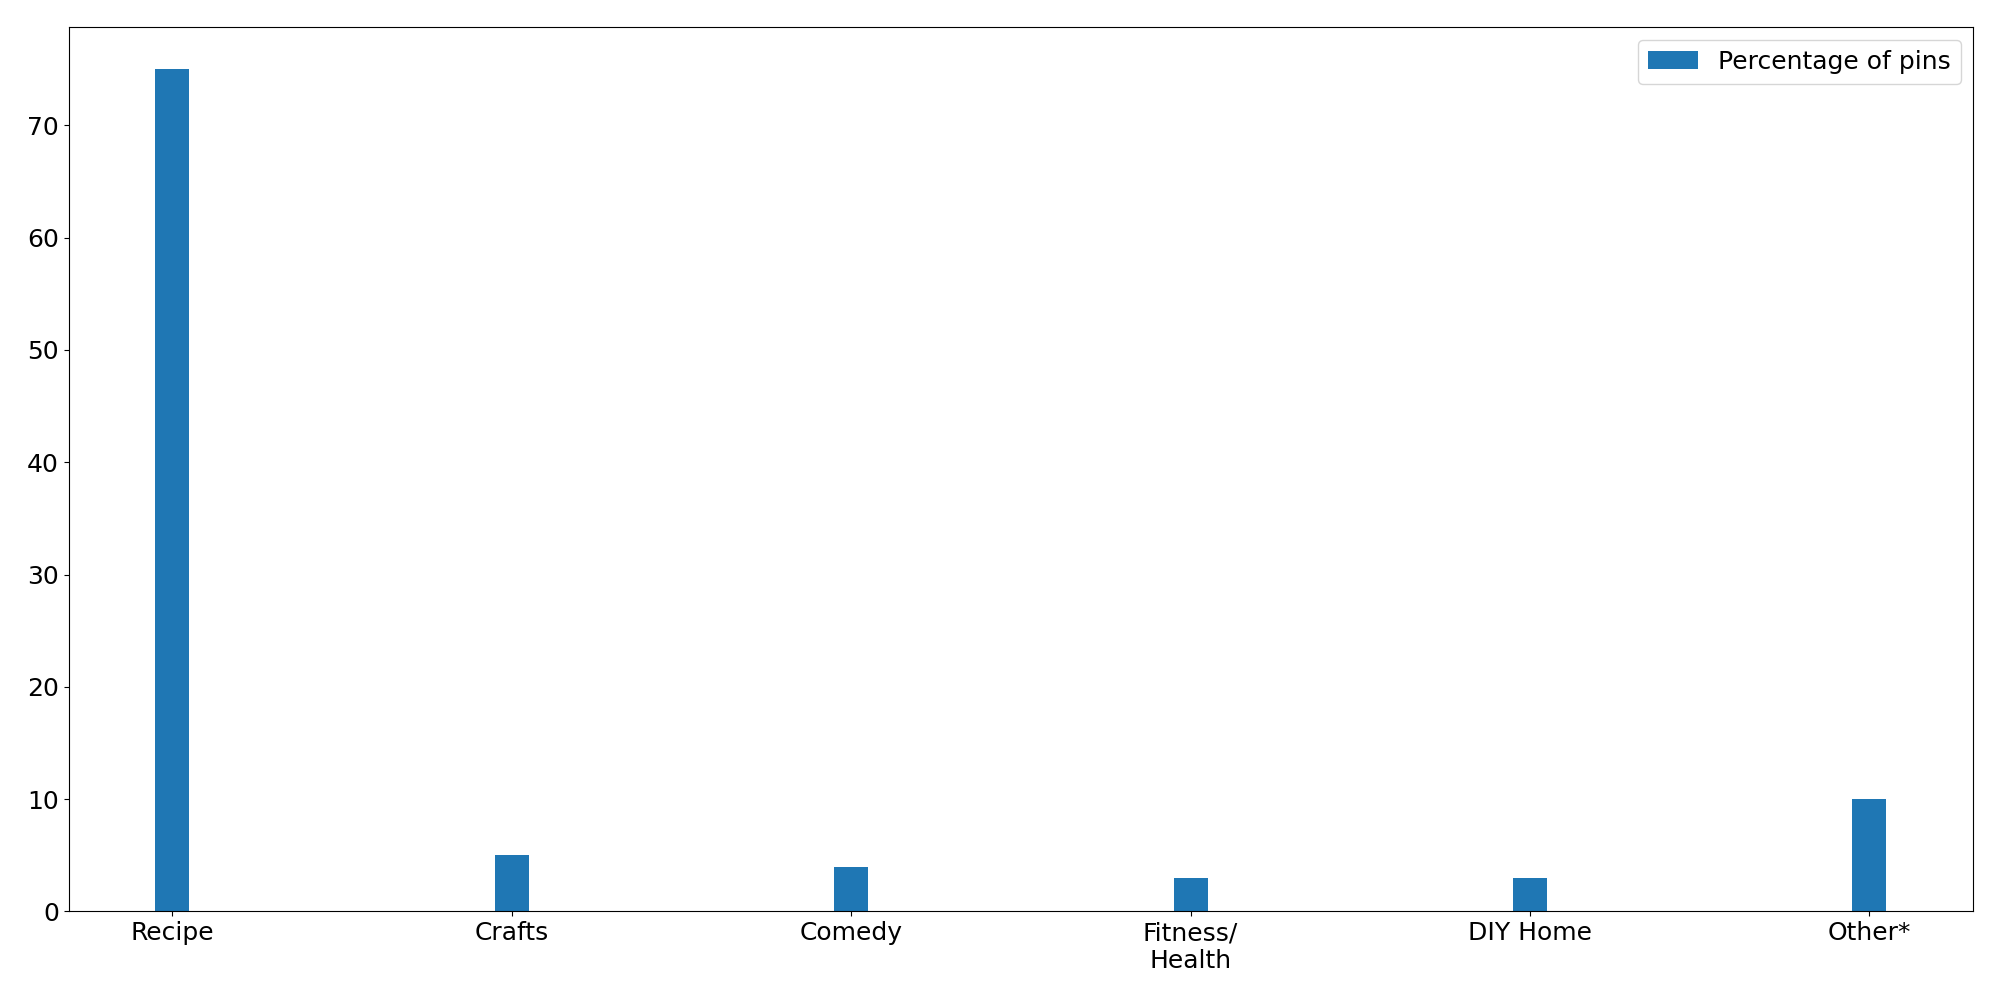 Percentage of pins
70
60
50
40
30
20
10
0
Recipe
Crafts
Comedy
Fitness/
Health
DIY Home
Other*